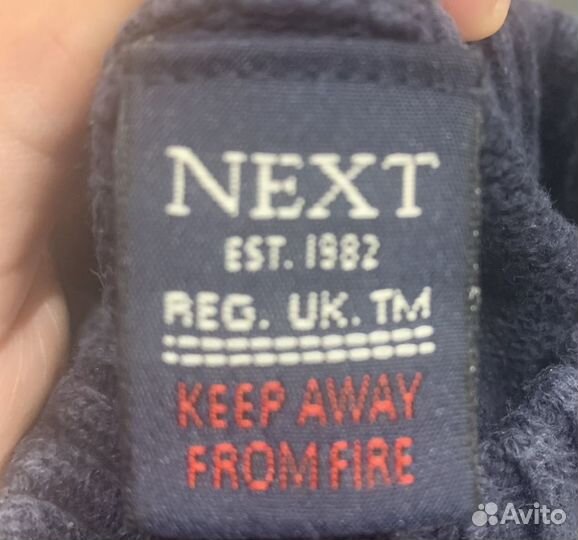 NEXT
EST. 1982
REG. UK. TM
KEEP AWAY
FROM FIRE
Avito